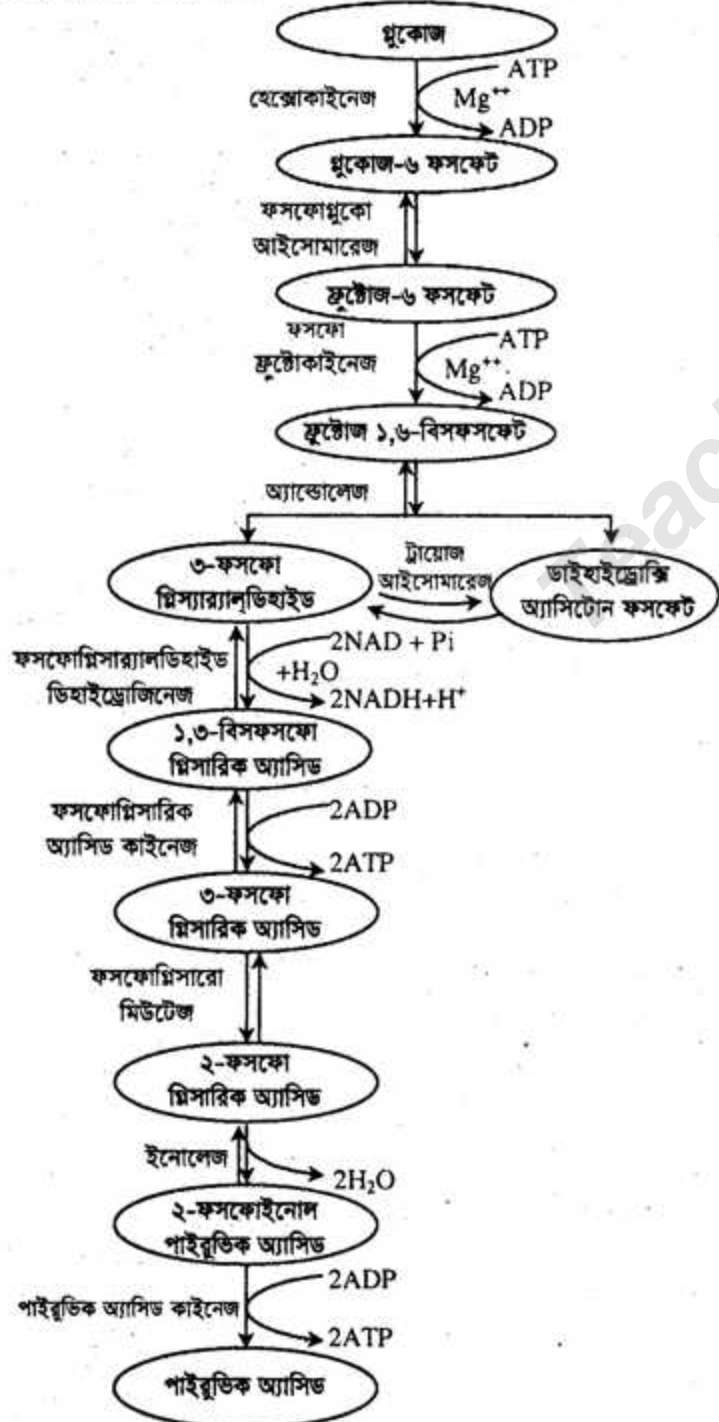 গ্লুকোজ
ATP
হেক্সোকাইনেজ
Mg⁺⁺
ADP
গ্লুকোজ-৬ ফসফেট
ফসফোগ্লুকো
আইসোমারেজ
ফ্রুক্টোজ-৬ ফসফেট
ফসফো
ফ্রুক্টোকাইনেজ
ATP
Mg⁺⁺
ADP
ফ্রুক্টোজ ১,৬-বিসফসফেট
অ্যান্ডোলেজ
৩-ফসফো
গ্লিস্যার‍্যাল্‌ডিহাইড
ট্রায়োজ
আইসোমারেজ
ডাইহাইড্রোক্সি
অ্যাসিটোন ফসফেট
ফসফোগ্লিসার‍্যালডিহাইড
ডিহাইড্রোজিনেজ
2NAD + Pi
+H₂O
2NADH+H⁺
১,৩-বিসফসফো
গ্লিসারিক অ্যাসিড
ফসফোগ্লিসারিক
অ্যাসিড কাইনেজ
2ADP
2ATP
৩-ফসফো
গ্লিসারিক অ্যাসিড
ফসফোগ্লিসারো
মিউটেজ
২-ফসফো
গ্লিসারিক অ্যাসিড
ইনোলেজ
2H₂O
২-ফসফোইনোল
পাইরুভিক অ্যাসিড
পাইরুভিক অ্যাসিড কাইনেজ
2ADP
2ATP
পাইরুভিক অ্যাসিড